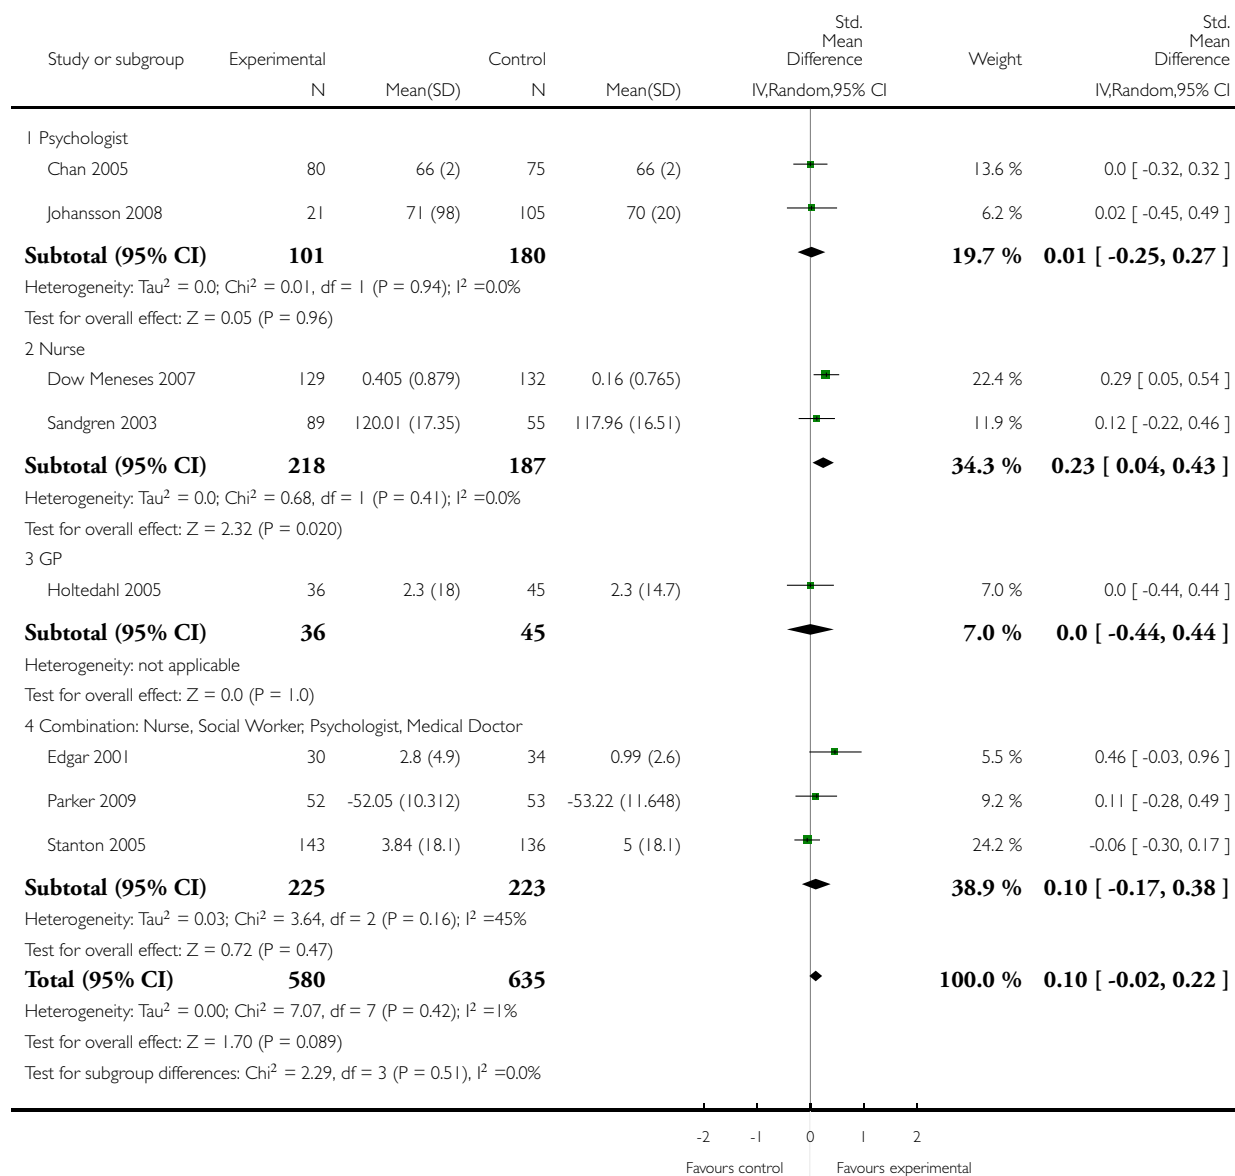 Study or subgroup Experimental Control Std. Mean Difference Weight Std. Mean Difference
N Mean(SD) N Mean(SD) IV,Random,95% CI IV,Random,95% CI
1 Psychologist
Chan 2005 80 66 (2) 75 66 (2) 13.6 % 0.0 [ -0.32, 0.32 ]
Johansson 2008 21 71 (98) 105 70 (20) 6.2 % 0.02 [ -0.45, 0.49 ]
Subtotal (95% CI) 101 180 19.7 % 0.01 [ -0.25, 0.27 ]
Heterogeneity: Tau² = 0.0; Chi² = 0.01, df = 1 (P = 0.94); I² =0.0%
Test for overall effect: Z = 0.05 (P = 0.96)
2 Nurse
Dow Meneses 2007 129 0.405 (0.879) 132 0.16 (0.765) 22.4 % 0.29 [ 0.05, 0.54 ]
Sandgren 2003 89 120.01 (17.35) 55 117.96 (16.51) 11.9 % 0.12 [ -0.22, 0.46 ]
Subtotal (95% CI) 218 187 34.3 % 0.23 [ 0.04, 0.43 ]
Heterogeneity: Tau² = 0.0; Chi² = 0.68, df = 1 (P = 0.41); I² =0.0%
Test for overall effect: Z = 2.32 (P = 0.020)
3 GP
Holtedahl 2005 36 2.3 (18) 45 2.3 (14.7) 7.0 % 0.0 [ -0.44, 0.44 ]
Subtotal (95% CI) 36 45 7.0 % 0.0 [ -0.44, 0.44 ]
Heterogeneity: not applicable
Test for overall effect: Z = 0.0 (P = 1.0)
4 Combination: Nurse, Social Worker, Psychologist, Medical Doctor
Edgar 2001 30 2.8 (4.9) 34 0.99 (2.6) 5.5 % 0.46 [ -0.03, 0.96 ]
Parker 2009 52 -52.05 (10.312) 53 -53.22 (11.648) 9.2 % 0.11 [ -0.28, 0.49 ]
Stanton 2005 143 3.84 (18.1) 136 5 (18.1) 24.2 % -0.06 [ -0.30, 0.17 ]
Subtotal (95% CI) 225 223 38.9 % 0.10 [ -0.17, 0.38 ]
Heterogeneity: Tau² = 0.03; Chi² = 3.64, df = 2 (P = 0.16); I² =45%
Test for overall effect: Z = 0.72 (P = 0.47)
Total (95% CI) 580 635 100.0 % 0.10 [ -0.02, 0.22 ]
Heterogeneity: Tau² = 0.00; Chi² = 7.07, df = 7 (P = 0.42); I² =1%
Test for overall effect: Z = 1.70 (P = 0.089)
Test for subgroup differences: Chi² = 2.29, df = 3 (P = 0.51), I² =0.0%
-2 -1 0 1 2
Favours control Favours experimental